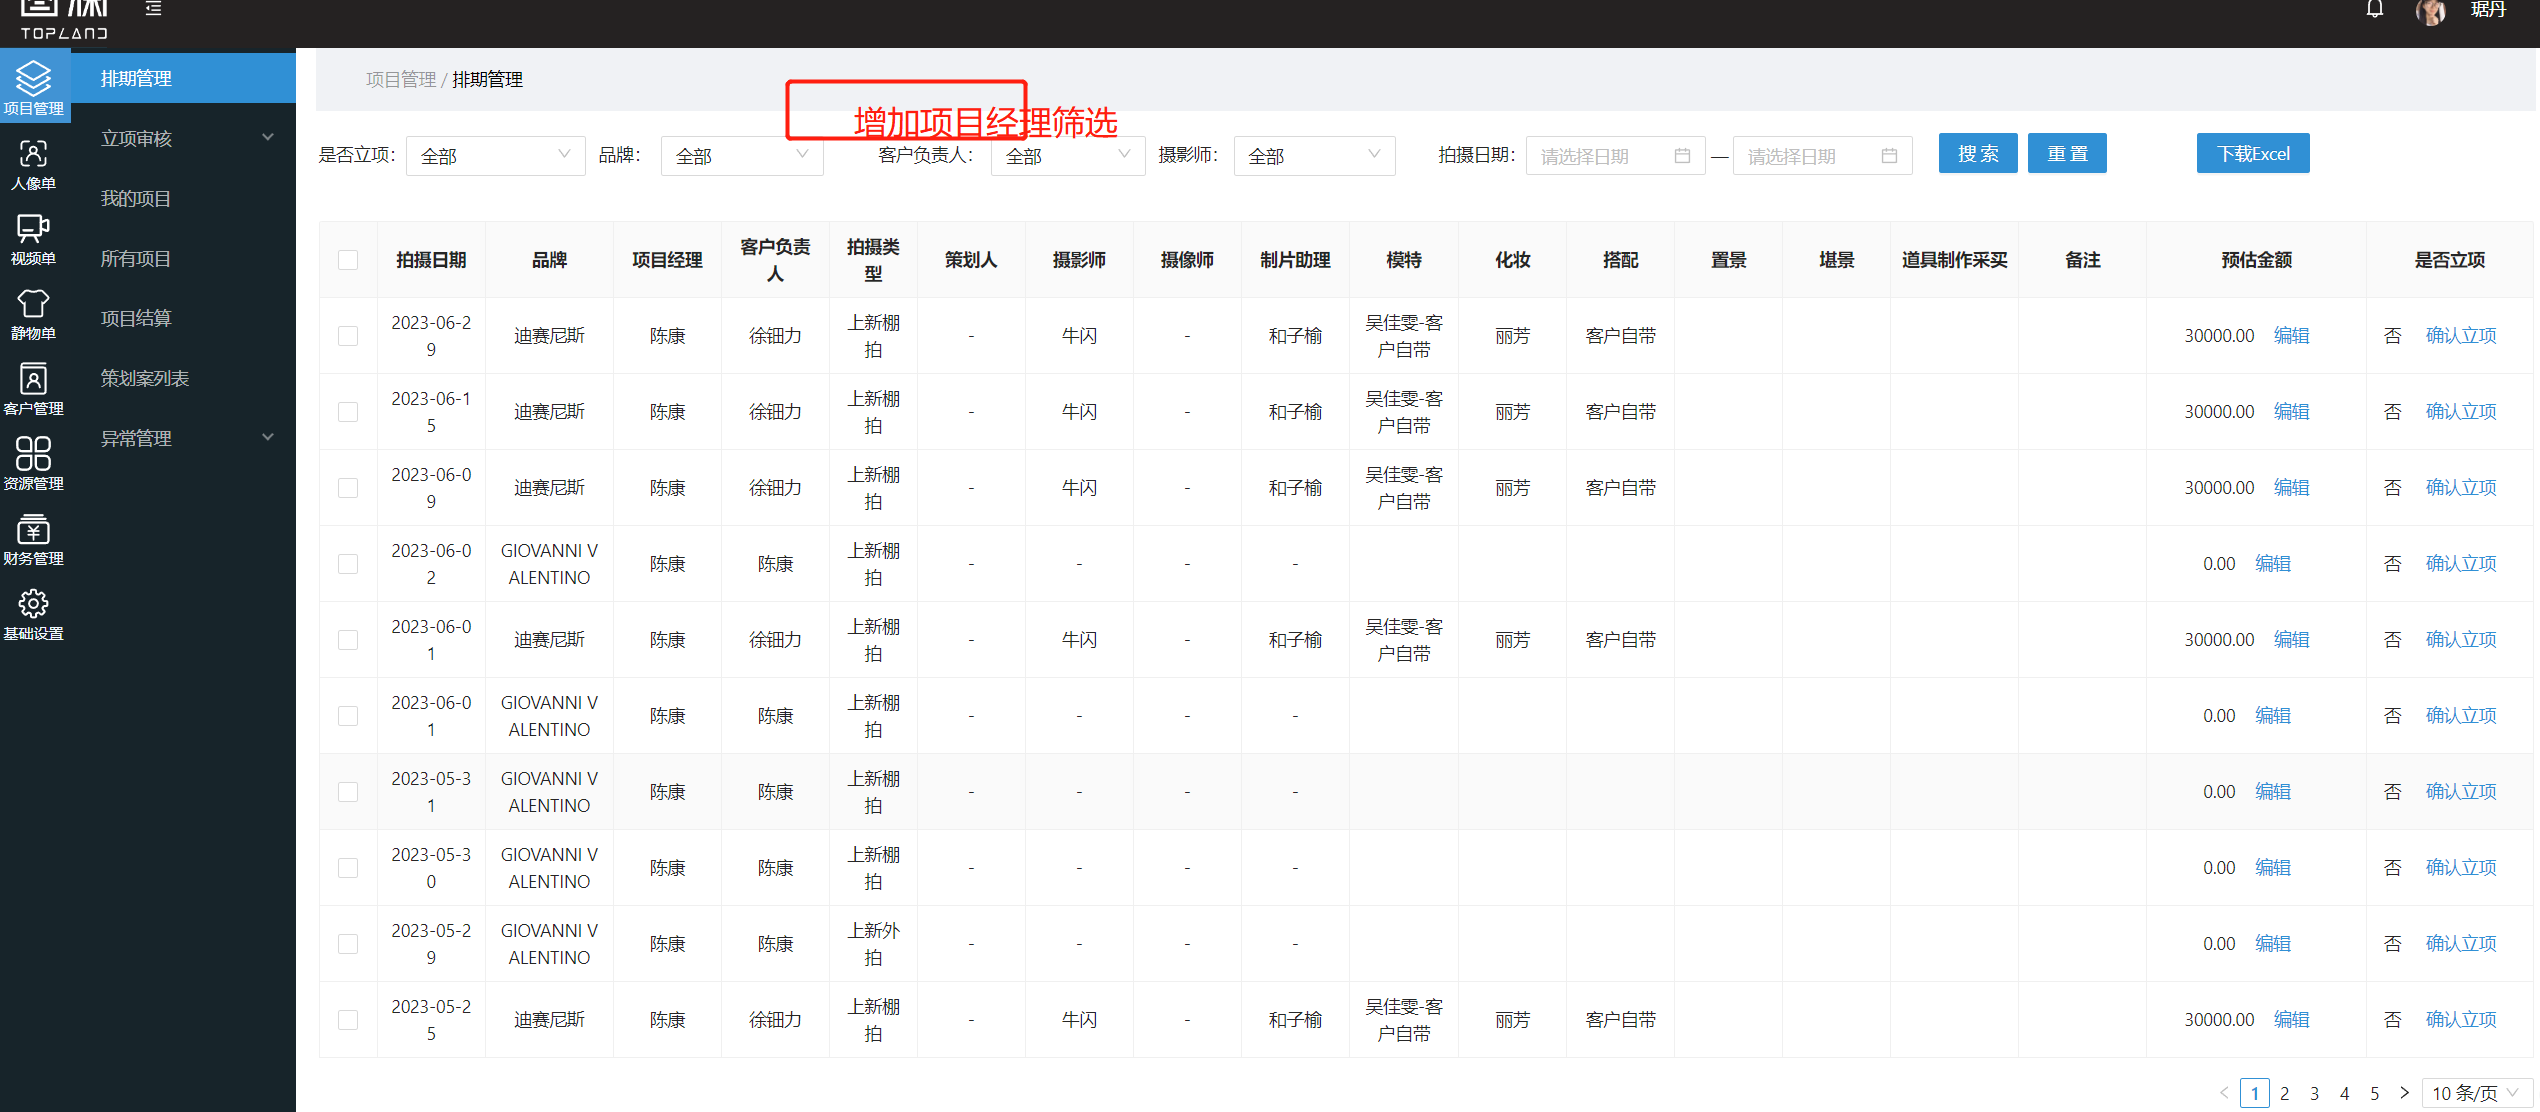 TOPLAND
琚丹
项目管理
人像单
视频单
静物单
客户管理
资源管理
财务管理
基础设置
排期管理
立项审核
我的项目
所有项目
项目结算
策划案列表
异常管理
项目管理 / 排期管理
增加项目经理筛选
是否立项: 全部 品牌: 全部 客户负责人: 全部 摄影师: 全部 拍摄日期: 请选择日期 — 请选择日期 搜 索 重 置 下载Excel
拍摄日期 品牌 项目经理 客户负责人 拍摄类型 策划人 摄影师 摄像师 制片助理 模特 化妆 搭配 置景 堪景 道具制作采买 备注 预估金额 是否立项
2023-06-29 迪赛尼斯 陈康 徐钿力 上新棚拍 - 牛闪 - 和子榆 吴佳雯-客户自带 丽芳 客户自带 30000.00 编辑 否 确认立项
2023-06-15 迪赛尼斯 陈康 徐钿力 上新棚拍 - 牛闪 - 和子榆 吴佳雯-客户自带 丽芳 客户自带 30000.00 编辑 否 确认立项
2023-06-09 迪赛尼斯 陈康 徐钿力 上新棚拍 - 牛闪 - 和子榆 吴佳雯-客户自带 丽芳 客户自带 30000.00 编辑 否 确认立项
2023-06-02 GIOVANNI VALENTINO 陈康 陈康 上新棚拍 - - - - 0.00 编辑 否 确认立项
2023-06-01 迪赛尼斯 陈康 徐钿力 上新棚拍 - 牛闪 - 和子榆 吴佳雯-客户自带 丽芳 客户自带 30000.00 编辑 否 确认立项
2023-06-01 GIOVANNI VALENTINO 陈康 陈康 上新棚拍 - - - - 0.00 编辑 否 确认立项
2023-05-31 GIOVANNI VALENTINO 陈康 陈康 上新棚拍 - - - - 0.00 编辑 否 确认立项
2023-05-30 GIOVANNI VALENTINO 陈康 陈康 上新棚拍 - - - - 0.00 编辑 否 确认立项
2023-05-29 GIOVANNI VALENTINO 陈康 陈康 上新外拍 - - - - 0.00 编辑 否 确认立项
2023-05-25 迪赛尼斯 陈康 徐钿力 上新棚拍 - 牛闪 - 和子榆 吴佳雯-客户自带 丽芳 客户自带 30000.00 编辑 否 确认立项
< 1 2 3 4 5 > 10 条/页